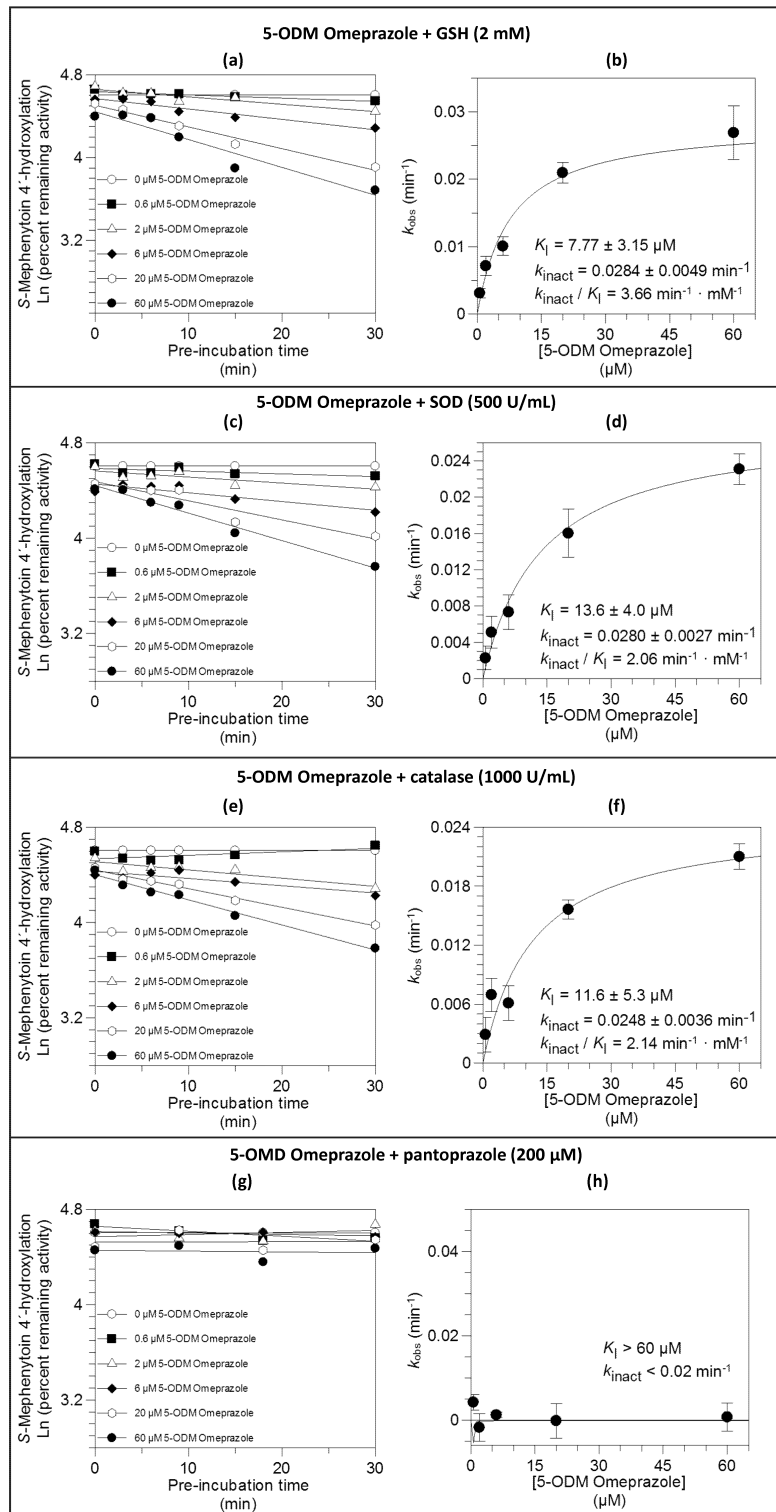 5-ODM Omeprazole + GSH (2 mM)
(a)
(b)
S-Mephenytoin 4´-hydroxylation
Ln (percent remaining activity)
4.8
4
3.2
0 µM 5-ODM Omeprazole
0.6 µM 5-ODM Omeprazole
2 µM 5-ODM Omeprazole
6 µM 5-ODM Omeprazole
20 µM 5-ODM Omeprazole
60 µM 5-ODM Omeprazole
0 10 20 30
Pre-incubation time
(min)
kobs (min-1)
0.03
0.02
0.01
0
KI = 7.77 ± 3.15 µM
kinact = 0.0284 ± 0.0049 min-1
kinact / KI = 3.66 min-1 · mM-1
0 15 30 45 60
[5-ODM Omeprazole]
(µM)
5-ODM Omeprazole + SOD (500 U/mL)
(c)
(d)
S-Mephenytoin 4´-hydroxylation
Ln (percent remaining activity)
4.8
4
3.2
0 µM 5-ODM Omeprazole
0.6 µM 5-ODM Omeprazole
2 µM 5-ODM Omeprazole
6 µM 5-ODM Omeprazole
20 µM 5-ODM Omeprazole
60 µM 5-ODM Omeprazole
0 10 20 30
Pre-incubation time
(min)
kobs (min-1)
0.024
0.02
0.016
0.012
0.008
0.004
0
KI = 13.6 ± 4.0 µM
kinact = 0.0280 ± 0.0027 min-1
kinact / KI = 2.06 min-1 · mM-1
0 15 30 45 60
[5-ODM Omeprazole]
(µM)
5-ODM Omeprazole + catalase (1000 U/mL)
(e)
(f)
S-Mephenytoin 4´-hydroxylation
Ln (percent remaining activity)
4.8
4
3.2
0 µM 5-ODM Omeprazole
0.6 µM 5-ODM Omeprazole
2 µM 5-ODM Omeprazole
6 µM 5-ODM Omeprazole
20 µM 5-ODM Omeprazole
60 µM 5-ODM Omeprazole
0 10 20 30
Pre-incubation time
(min)
kobs (min-1)
0.024
0.018
0.012
0.006
0
KI = 11.6 ± 5.3 µM
kinact = 0.0248 ± 0.0036 min-1
kinact / KI = 2.14 min-1 · mM-1
0 15 30 45 60
[5-ODM Omeprazole]
(µM)
5-OMD Omeprazole + pantoprazole (200 µM)
(g)
(h)
S-Mephenytoin 4´-hydroxylation
Ln (percent remaining activity)
4.8
4
3.2
0 µM 5-ODM Omeprazole
0.6 µM 5-ODM Omeprazole
2 µM 5-ODM Omeprazole
6 µM 5-ODM Omeprazole
20 µM 5-ODM Omeprazole
60 µM 5-ODM Omeprazole
0 10 20 30
Pre-incubation time
(min)
kobs (min-1)
0.04
0.02
0
KI > 60 µM
kinact < 0.02 min-1
0 15 30 45 60
[5-ODM Omeprazole]
(µM)